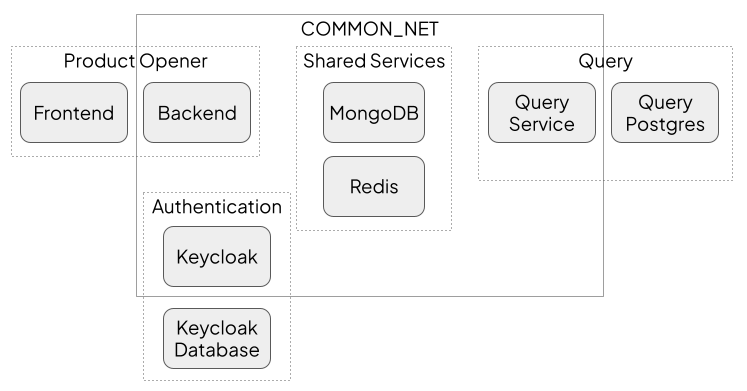 COMMON_NET
Product Opener
Frontend
Backend
Shared Services
MongoDB
Redis
Query
Query
Service
Query
Postgres
Authentication
Keycloak
Keycloak
Database